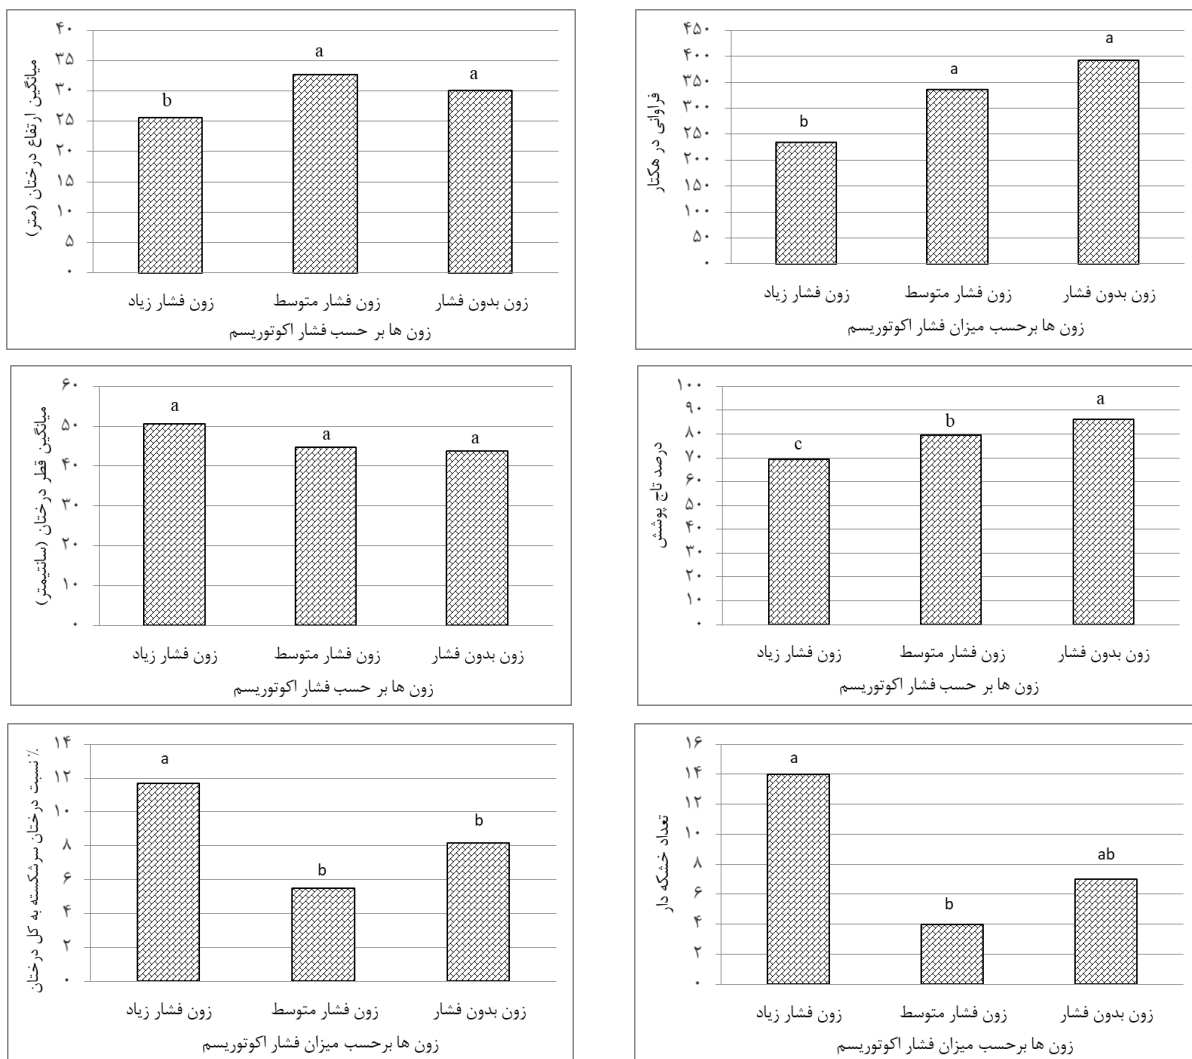 میانگین ارتفاع درختان (متر)
۴۰
۳۵
۳۰
۲۵
۲۰
۱۵
۱۰
۵
۰
b
a
a
زون فشار زیاد
زون فشار متوسط
زون بدون فشار
زون ها بر حسب فشار اکوتوریسم
فراوانی در هکتار
۴۵۰
۴۰۰
۳۵۰
۳۰۰
۲۵۰
۲۰۰
۱۵۰
۱۰۰
۵۰
۰
b
a
a
زون فشار زیاد
زون فشار متوسط
زون بدون فشار
زون ها برحسب میزان فشار اکوتوریسم
میانگین قطر درختان (سانتیمتر)
۶۰
۵۰
۴۰
۳۰
۲۰
۱۰
۰
a
a
a
زون فشار زیاد
زون فشار متوسط
زون بدون فشار
زون ها بر حسب فشار اکوتوریسم
درصد تاج پوشش
۱۰۰
۹۰
۸۰
۷۰
۶۰
۵۰
۴۰
۳۰
۲۰
۱۰
۰
c
b
a
زون فشار زیاد
زون فشار متوسط
زون بدون فشار
زون ها بر حسب فشار اکوتوریسم
٪ نسبت درختان سرشکسته به کل درختان
۱۴
۱۲
۱۰
۸
۶
۴
۲
۰
a
b
b
زون فشار زیاد
زون فشار متوسط
زون بدون فشار
زون ها برحسب میزان فشار اکوتوریسم
تعداد خشکه دار
۱۶
۱۴
۱۲
۱۰
۸
۶
۴
۲
۰
a
b
ab
زون فشار زیاد
زون فشار متوسط
زون بدون فشار
زون ها برحسب میزان فشار اکوتوریسم